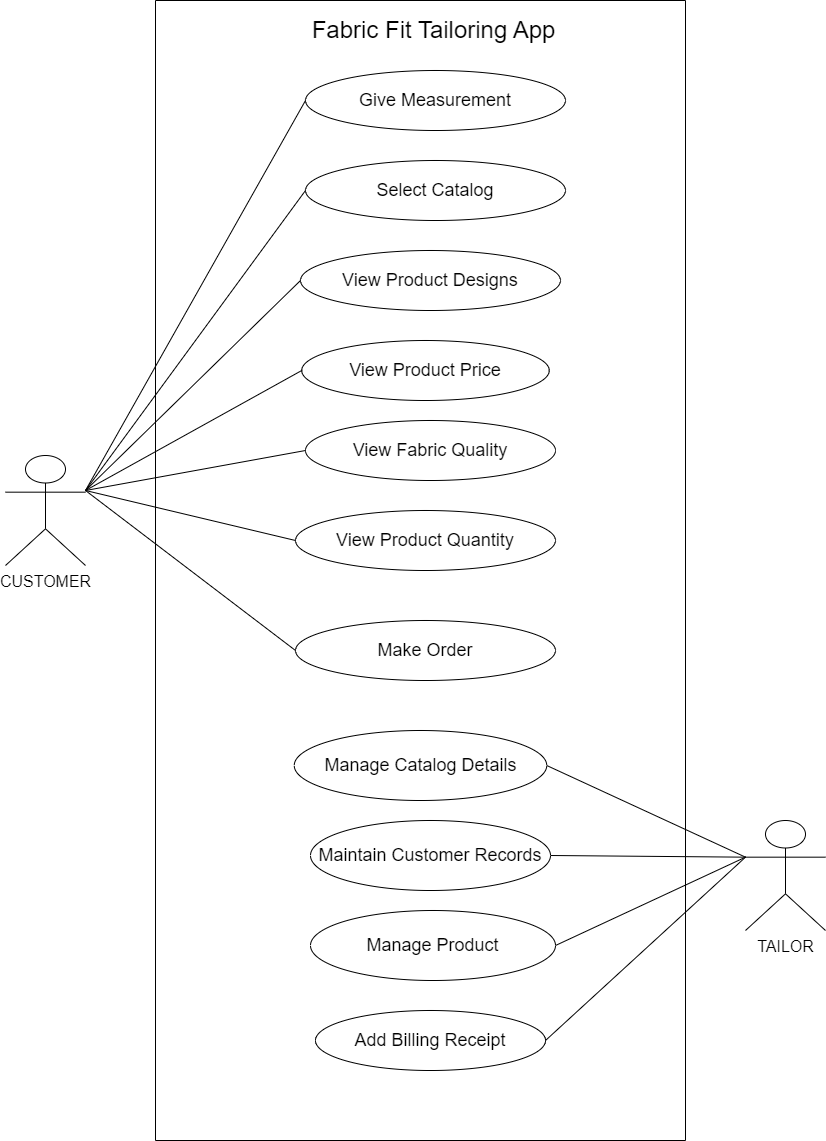 Fabric Fit Tailoring App
Give Measurement
Select Catalog
View Product Designs
View Product Price
View Fabric Quality
View Product Quantity
CUSTOMER
Make Order
Manage Catalog Details
Maintain Customer Records
Manage Product
TAILOR
Add Billing Receipt